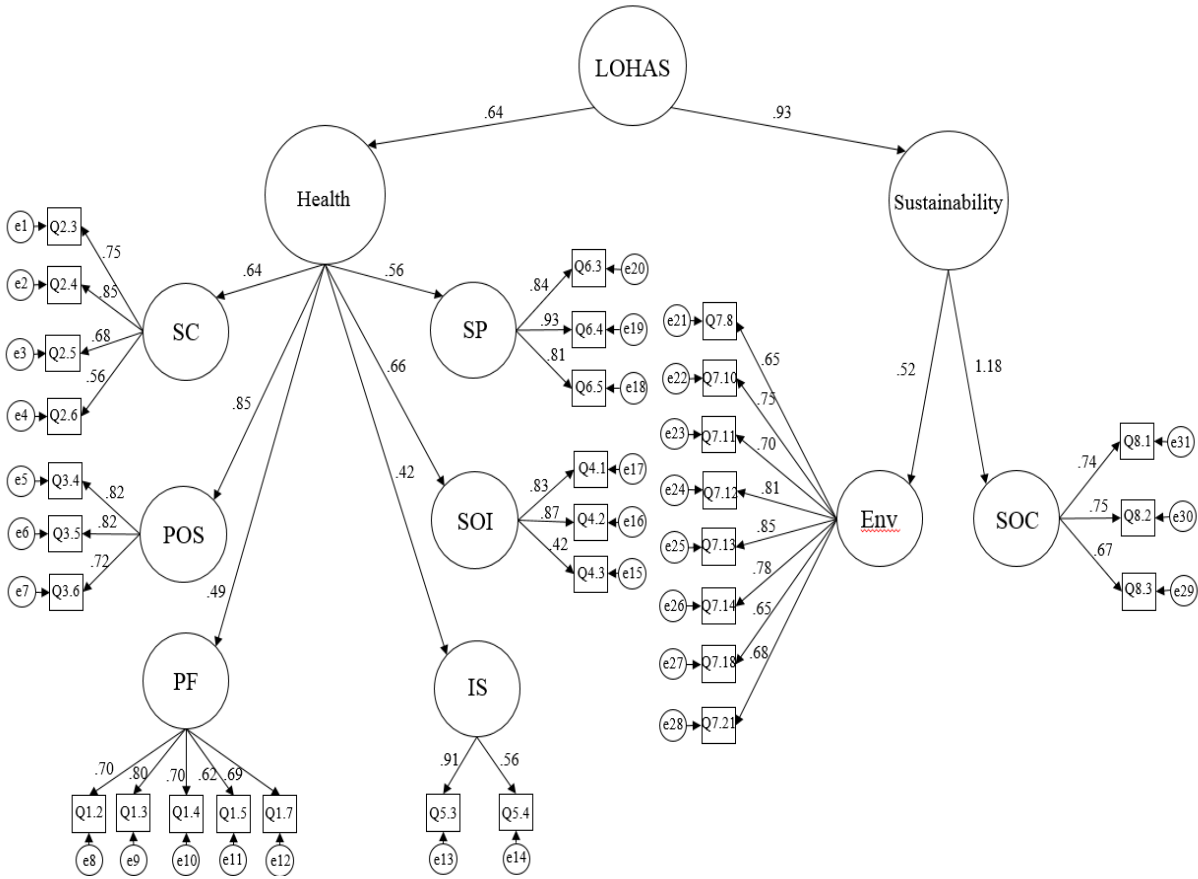 LOHAS
.64
.93
Health
Sustainability
e1
Q2.3
.75
e2
Q2.4
.85
e3
Q2.5
.68
e4
Q2.6
.56
.64
SC
.56
SP
.84
Q6.3
e20
.93
Q6.4
e19
.81
Q6.5
e18
.85
e5
Q3.4
.82
e6
Q3.5
.82
e7
Q3.6
.72
POS
.66
SOI
.83
Q4.1
e17
.87
Q4.2
e16
.42
Q4.3
e15
.49
PF
.70
.80
.70
.62
.69
Q1.2
Q1.3
Q1.4
Q1.5
Q1.7
e8
e9
e10
e11
e12
.42
IS
.91
.56
Q5.3
Q5.4
e13
e14
.52
1.18
e21
Q7.8
.65
e22
Q7.10
.75
e23
Q7.11
.70
e24
Q7.12
.81
e25
Q7.13
.85
e26
Q7.14
.78
e27
Q7.18
.65
e28
Q7.21
.68
Env
SOC
.74
Q8.1
e31
.75
Q8.2
e30
.67
Q8.3
e29